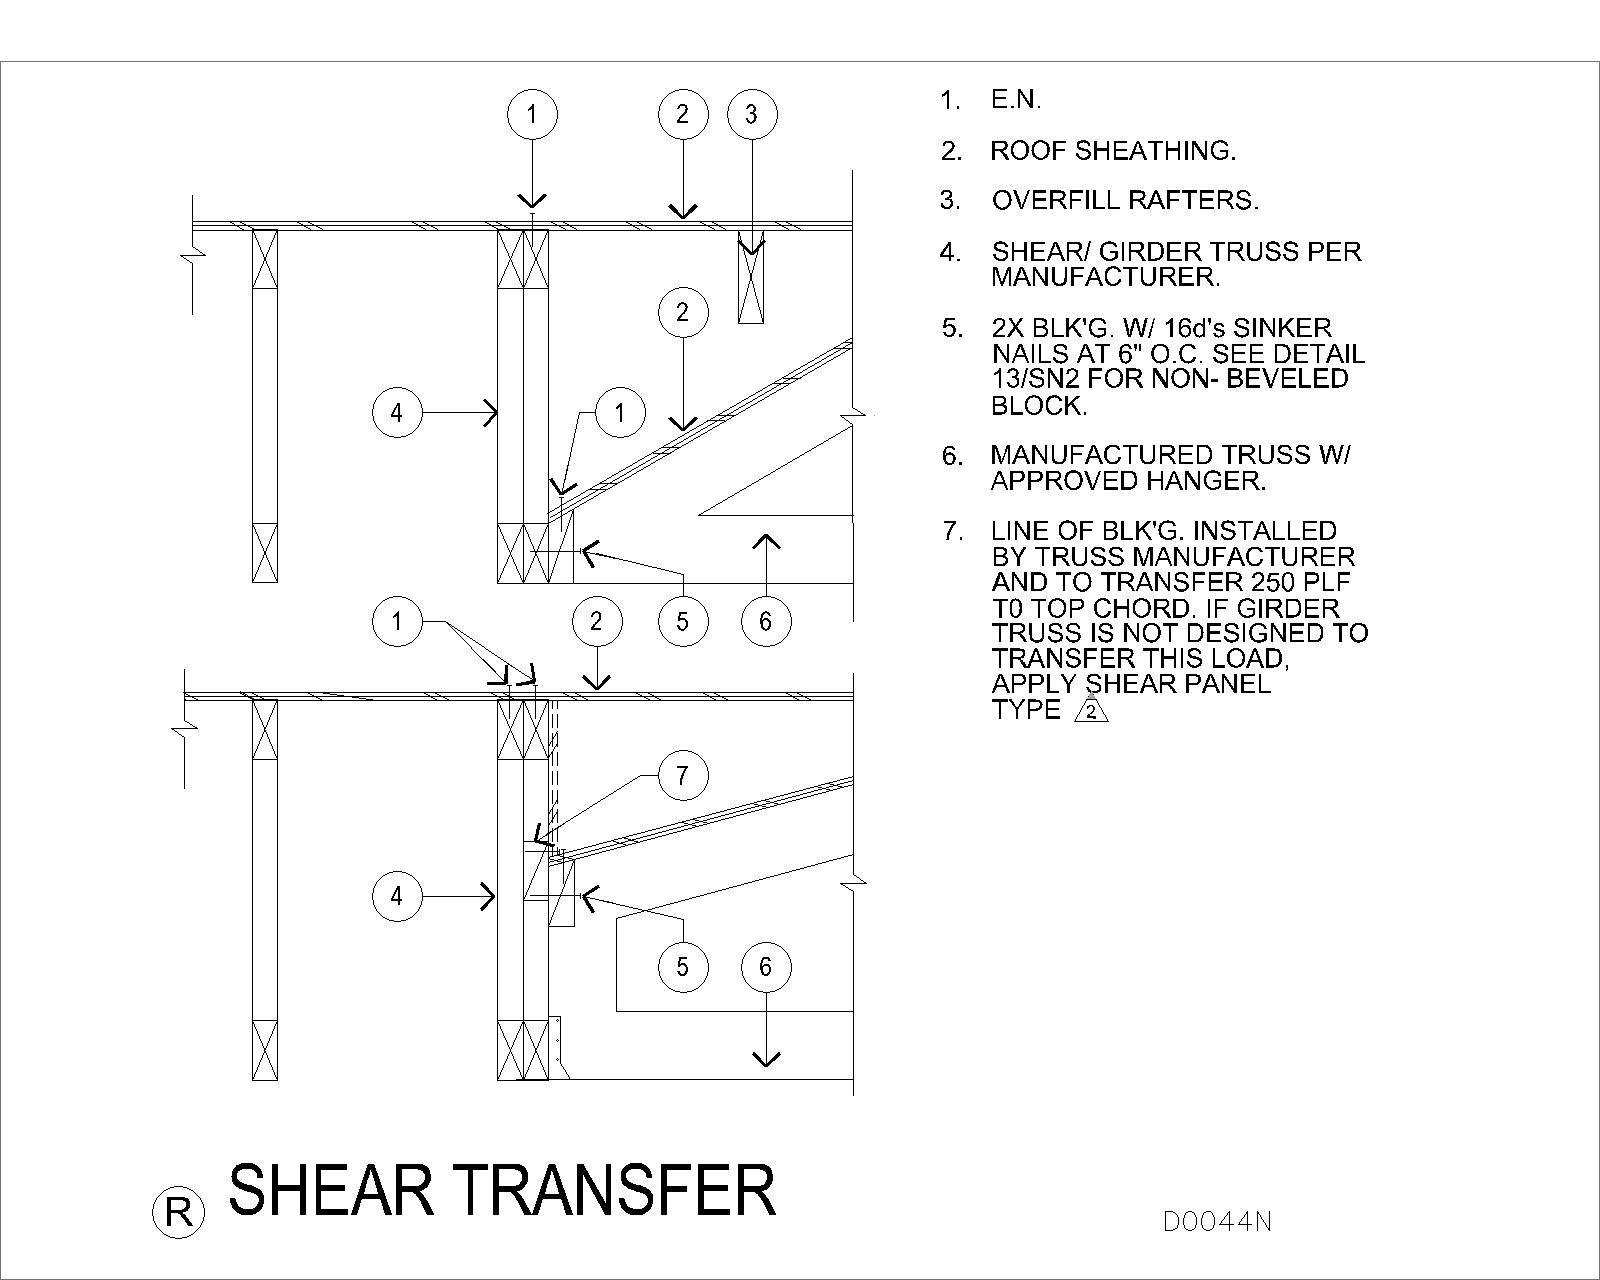 1
2
3
2
4
1
1
2
5
6
7
4
5
6
1. E.N.
2. ROOF SHEATHING.
3. OVERFILL RAFTERS.
4. SHEAR/ GIRDER TRUSS PER
MANUFACTURER.
5. 2X BLK'G. W/ 16d's SINKER
NAILS AT 6" O.C. SEE DETAIL
13/SN2 FOR NON- BEVELED
BLOCK.
6. MANUFACTURED TRUSS W/
APPROVED HANGER.
7. LINE OF BLK'G. INSTALLED
BY TRUSS MANUFACTURER
AND TO TRANSFER 250 PLF
T0 TOP CHORD. IF GIRDER
TRUSS IS NOT DESIGNED TO
TRANSFER THIS LOAD,
APPLY SHEAR PANEL
TYPE 2
R SHEAR TRANSFER
D0044N